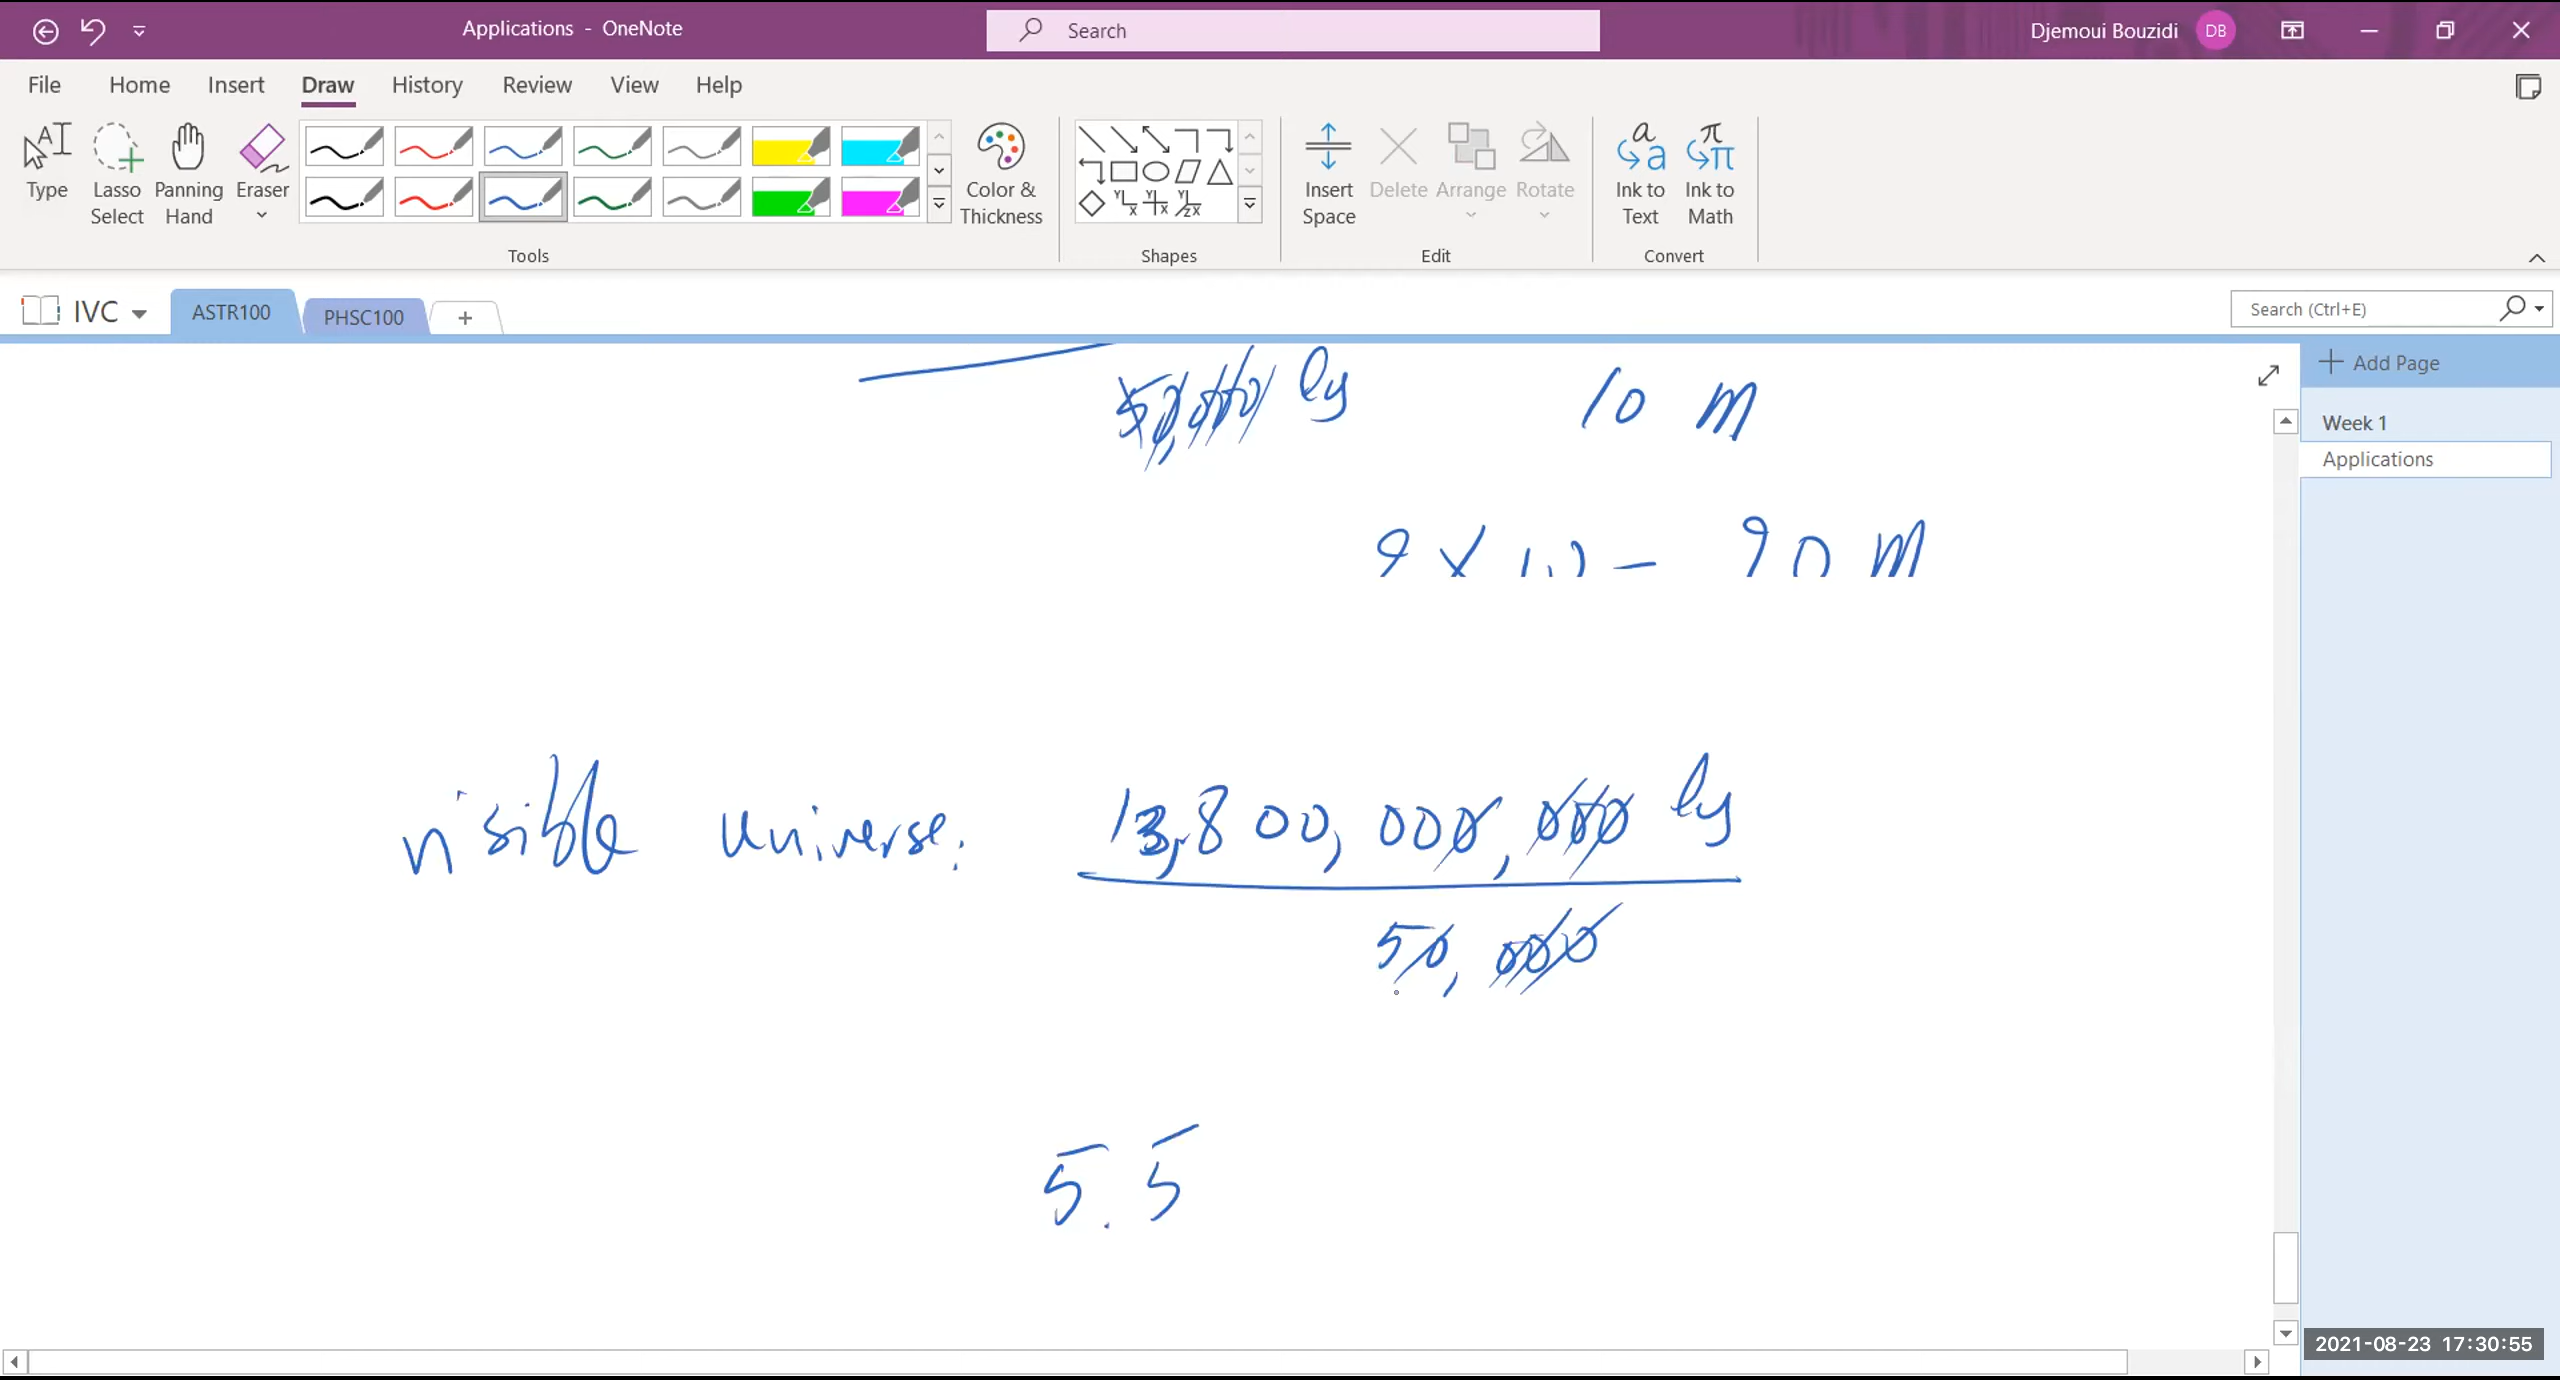 Applications - OneNote
Search
Djemoui Bouzidi
DB
File Home Insert Draw History Review View Help
Type
Lasso Select
Panning Hand
Eraser
Color & Thickness
Insert Space
Delete
Arrange
Rotate
Ink to Text
Ink to Math
Tools
Shapes
Edit
Convert
IVC
ASTR100
PHSC100
+
Search (Ctrl+E)
Add Page
Week 1
Applications
50,000 ly 10 m
9 x 10 = 90 m
visible universe: 13,800,000,000 ly
50,000
5.5
2021-08-23 17:30:55